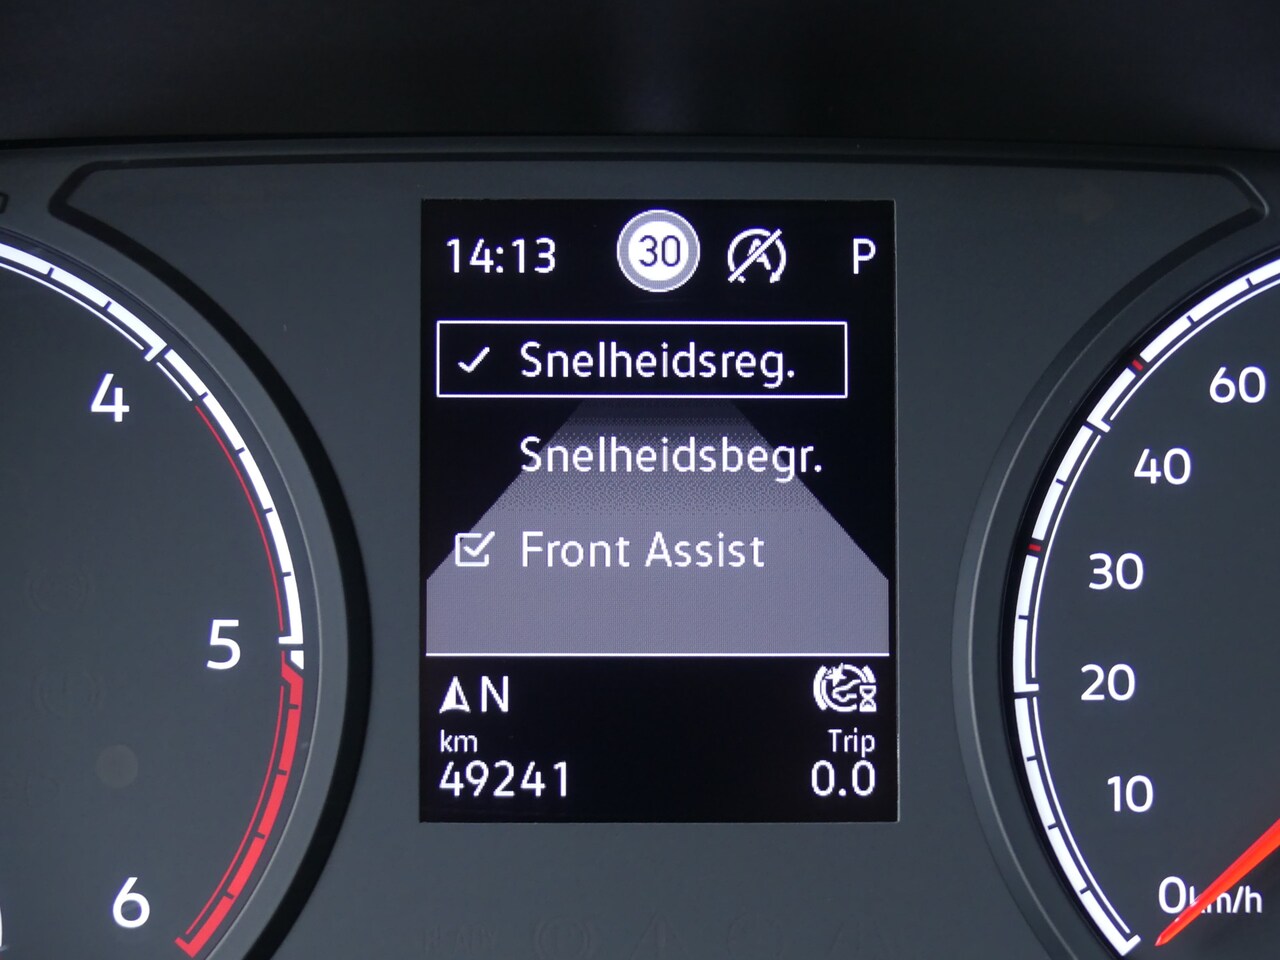 14:13 30 P
Snelheidsreg.
Snelheidsbegr.
Front Assist
N
km Trip
49241 0.0
4
5
6
60
40
30
20
10
0 km/h